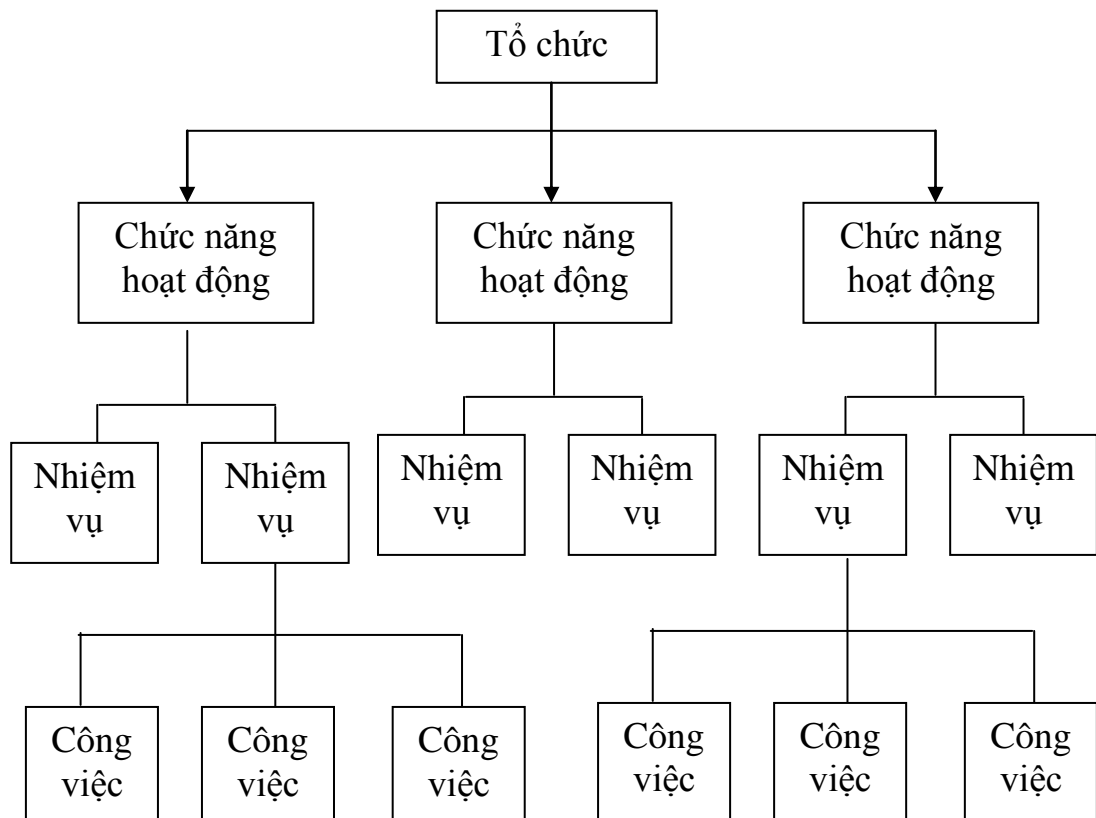 Tổ chức
Chức năng
hoạt động
Chức năng
hoạt động
Chức năng
hoạt động
Nhiệm
vụ
Nhiệm
vụ
Nhiệm
vụ
Nhiệm
vụ
Nhiệm
vụ
Nhiệm
vụ
Công
việc
Công
việc
Công
việc
Công
việc
Công
việc
Công
việc